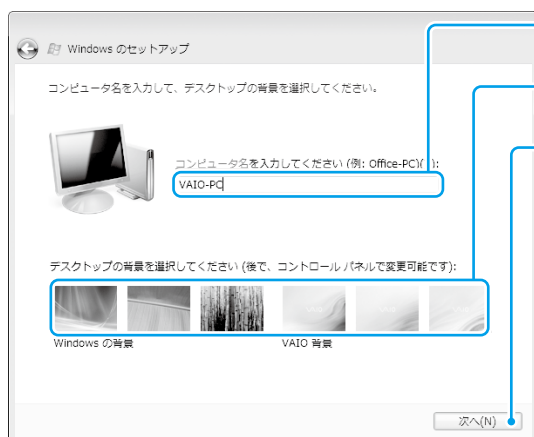 Windows のセットアップ
コンピュータ名を入力して、デスクトップの背景を選択してください。
コンピュータ名を入力してください (例: Office-PC)( ):
VAIO-PC
デスクトップの背景を選択してください (後で、コントロール パネルで変更可能です):
Windows の背景
VAIO 背景
次へ(N)